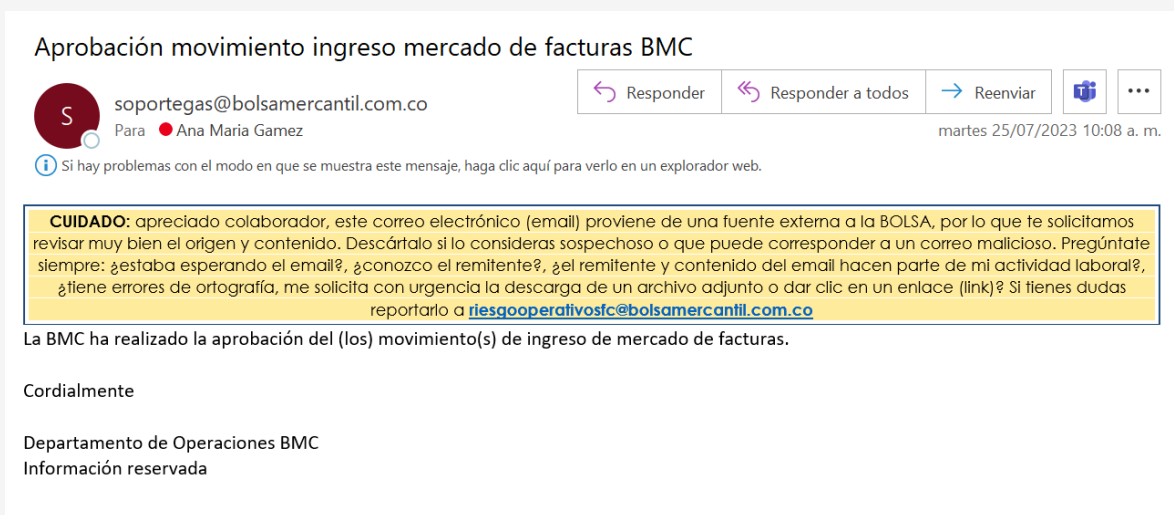 Aprobación movimiento ingreso mercado de facturas BMC
S
soportegas@bolsamercantil.com.co
Para Ana Maria Gamez
Responder
Responder a todos
Reenviar
martes 25/07/2023 10:08 a. m.
Si hay problemas con el modo en que se muestra este mensaje, haga clic aquí para verlo en un explorador web.
CUIDADO: apreciado colaborador, este correo electrónico (email) proviene de una fuente externa a la BOLSA, por lo que te solicitamos
revisar muy bien el origen y contenido. Descártalo si lo consideras sospechoso o que puede corresponder a un correo malicioso. Pregúntate
siempre: ¿estaba esperando el email?, ¿conozco el remitente?, ¿el remitente y contenido del email hacen parte de mi actividad laboral?,
¿tiene errores de ortografía, me solicita con urgencia la descarga de un archivo adjunto o dar clic en un enlace (link)? Si tienes dudas
reportarlo a riesgooperativosfc@bolsamercantil.com.co
La BMC ha realizado la aprobación del (los) movimiento(s) de ingreso de mercado de facturas.
Cordialmente
Departamento de Operaciones BMC
Información reservada